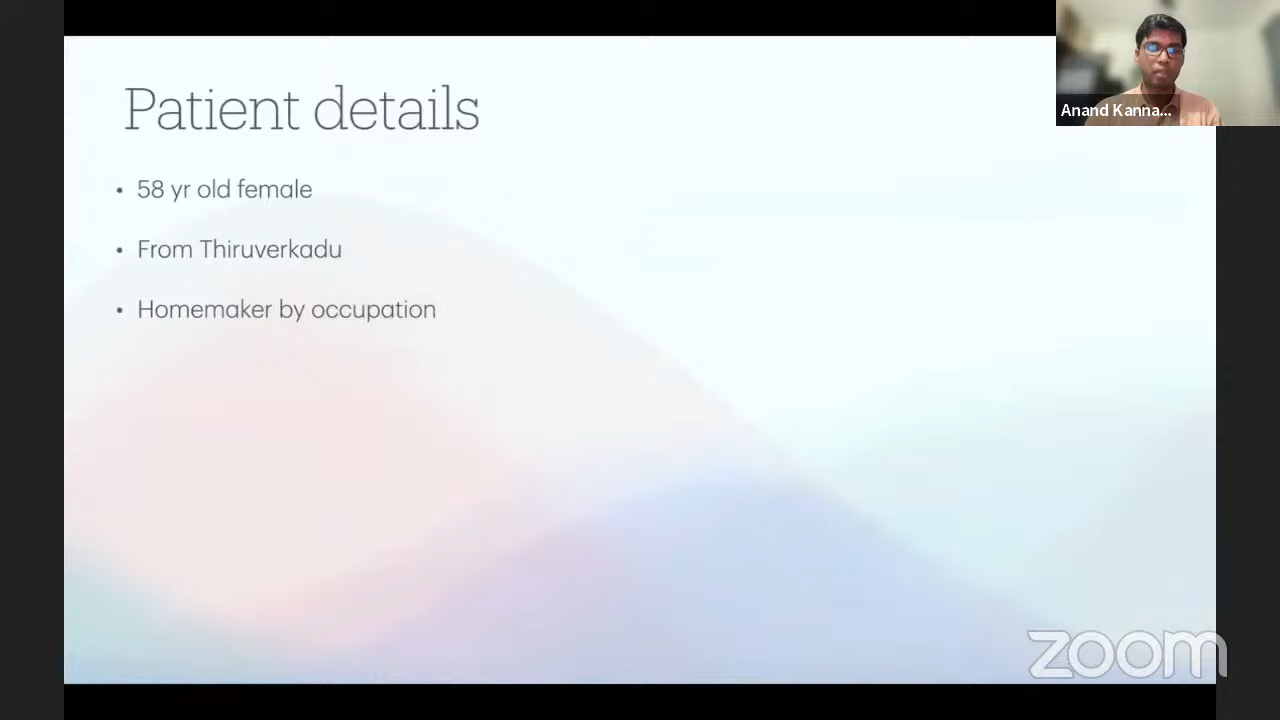 Patient details
• 58 yr old female
• From Thiruverkadu
• Homemaker by occupation
Anand Kanna...
zoom